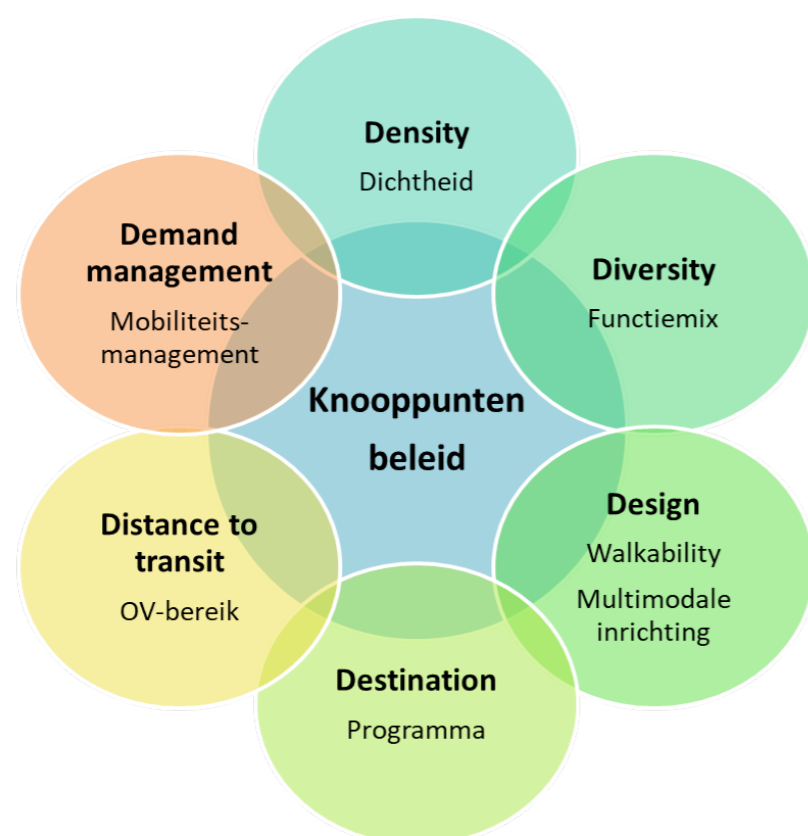 Density
Dichtheid
Demand
management
Mobiliteits-
management
Diversity
Functiemix
Knooppunten
beleid
Distance to
transit
OV-bereik
Design
Walkability
Multimodale
inrichting
Destination
Programma